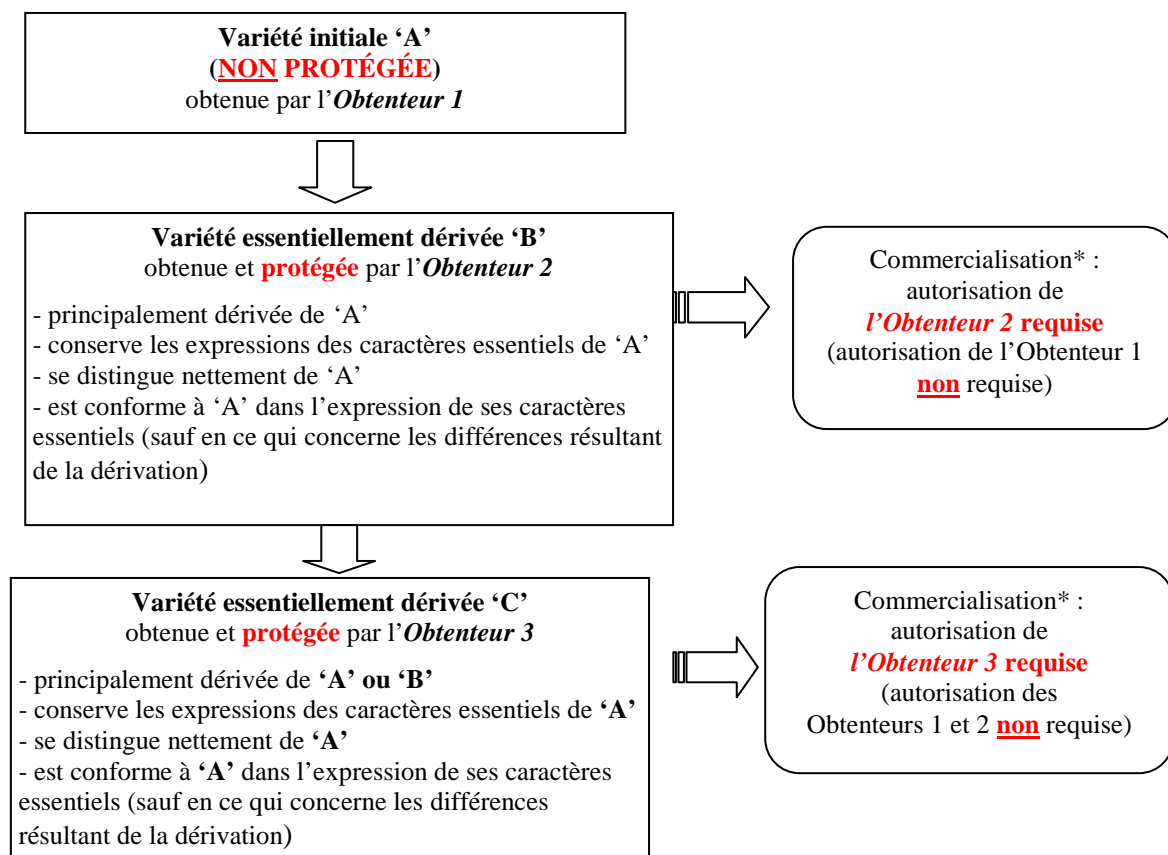 Variété initiale ‘A’
(NON PROTÉGÉE)
obtenue par l’Obtenteur 1
Variété essentiellement dérivée ‘B’
obtenue et protégée par l’Obtenteur 2
- principalement dérivée de ‘A’
- conserve les expressions des caractères essentiels de ‘A’
- se distingue nettement de ‘A’
- est conforme à ‘A’ dans l’expression de ses caractères
essentiels (sauf en ce qui concerne les différences résultant
de la dérivation)
Commercialisation* :
autorisation de
l’Obtenteur 2 requise
(autorisation de l’Obtenteur 1
non requise)
Variété essentiellement dérivée ‘C’
obtenue et protégée par l’Obtenteur 3
- principalement dérivée de ‘A’ ou ‘B’
- conserve les expressions des caractères essentiels de ‘A’
- se distingue nettement de ‘A’
- est conforme à ‘A’ dans l’expression de ses caractères
essentiels (sauf en ce qui concerne les différences
résultant de la dérivation)
Commercialisation* :
autorisation de
l’Obtenteur 3 requise
(autorisation des
Obtenteurs 1 et 2 non requise)